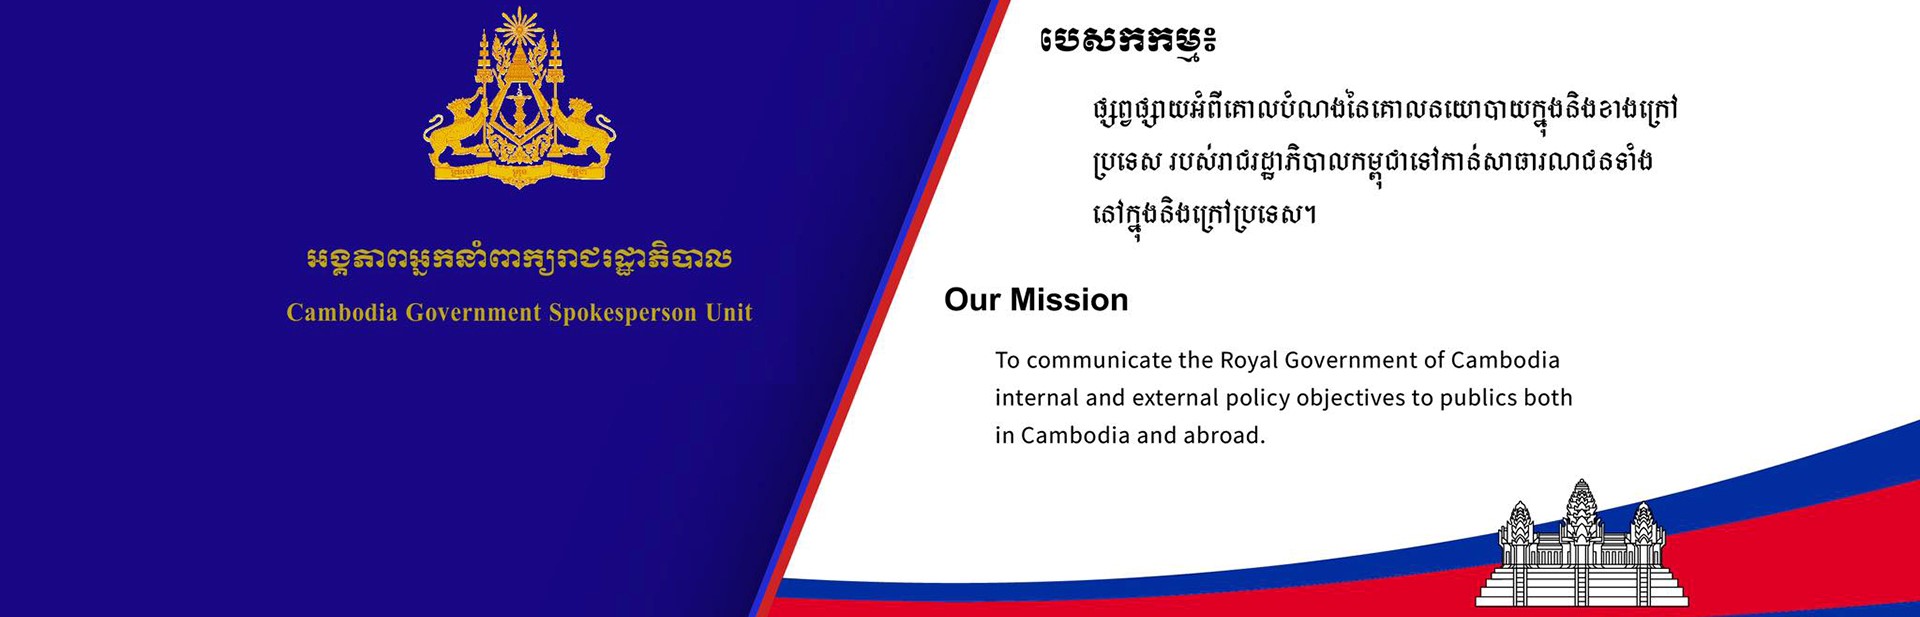 អង្គភាពអ្នកនាំពាក្យរាជរដ្ឋាភិបាល
Cambodia Government Spokesperson Unit
បេសកកម្ម៖
ផ្សព្វផ្សាយអំពីគោលបំណងនៃគោលនយោបាយក្នុងនិងខាងក្រៅ
ប្រទេស របស់រាជរដ្ឋាភិបាលកម្ពុជាទៅកាន់សាធារណជនទាំង
នៅក្នុងនិងក្រៅប្រទេស។
Our Mission
To communicate the Royal Government of Cambodia
internal and external policy objectives to publics both
in Cambodia and abroad.